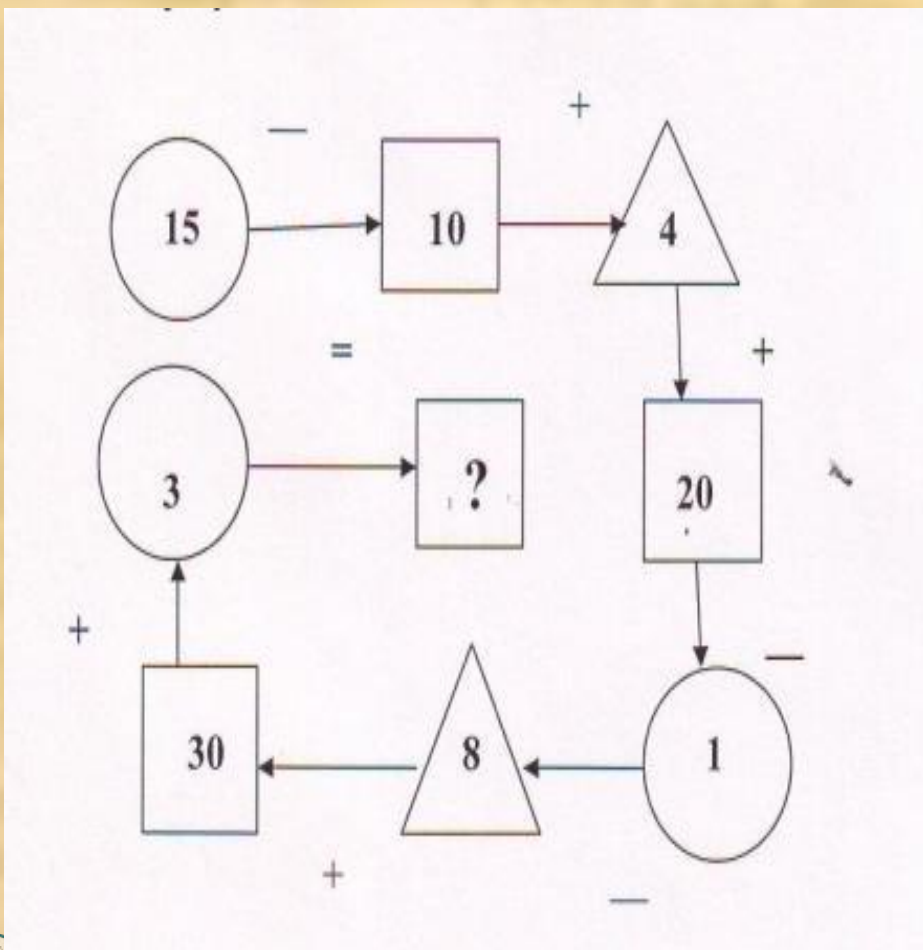 — +
15 10 4
= +
3 ? 20
+ —
30 8 1
+ —